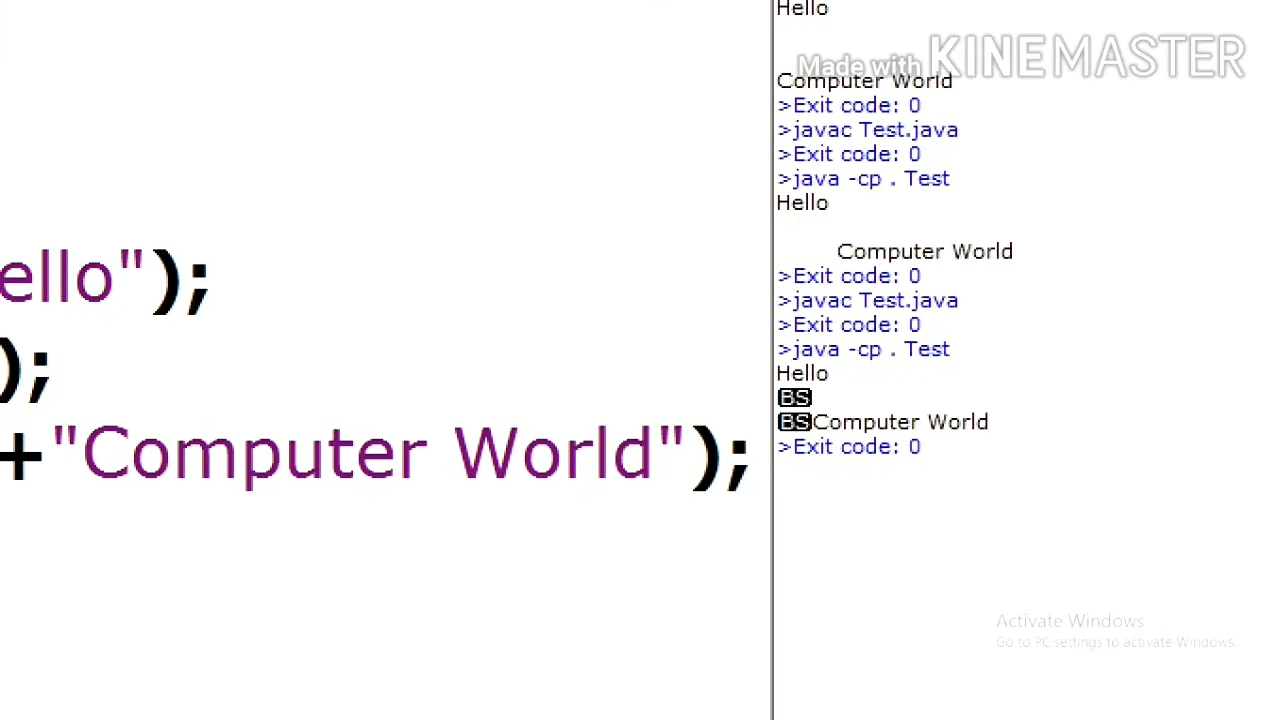 ello");
);
+"Computer World");
Hello
Made with KINEMASTER
Computer World
>Exit code: 0
>javac Test.java
>Exit code: 0
>java -cp . Test
Hello
Computer World
>Exit code: 0
>javac Test.java
>Exit code: 0
>java -cp . Test
Hello
BS
BSComputer World
>Exit code: 0
Activate Windows
Go to PC settings to activate Windows.